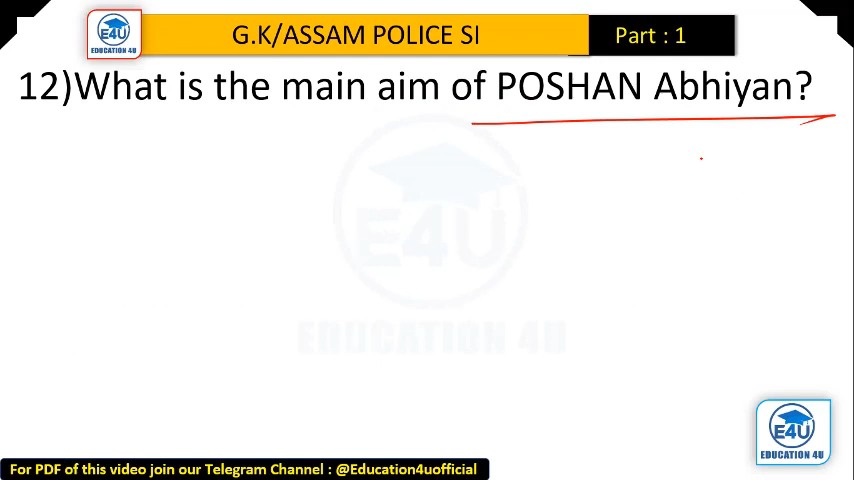 E4U
EDUCATION 4U
G.K/ASSAM POLICE SI
Part : 1
12)What is the main aim of POSHAN Abhiyan?
E4U
EDUCATION 4U
E4U
EDUCATION 4U
For PDF of this video join our Telegram Channel : @Education4uofficial